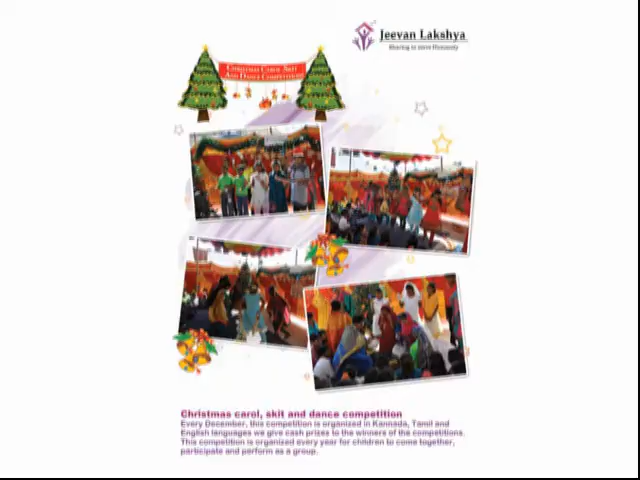 Jeevan Lakshya
Sharing to serve Humanity
Christmas Carol Skit
And Dance Competition
Christmas carol, skit and dance competition
Every December, this competition is organized in Kannada, Tamil and
English languages we give cash prizes to the winners of the competitions.
This competition is organized every year for children to come together,
participate and perform as a group.